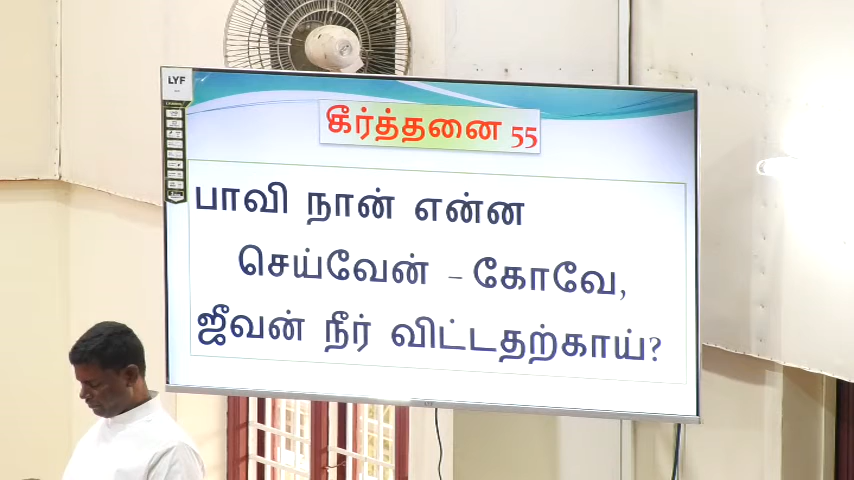 LYF
கீர்த்தனை 55
பாவி நான் என்ன
செய்வேன் – கோவே,
ஜீவன் நீர் விட்டதற்காய்?